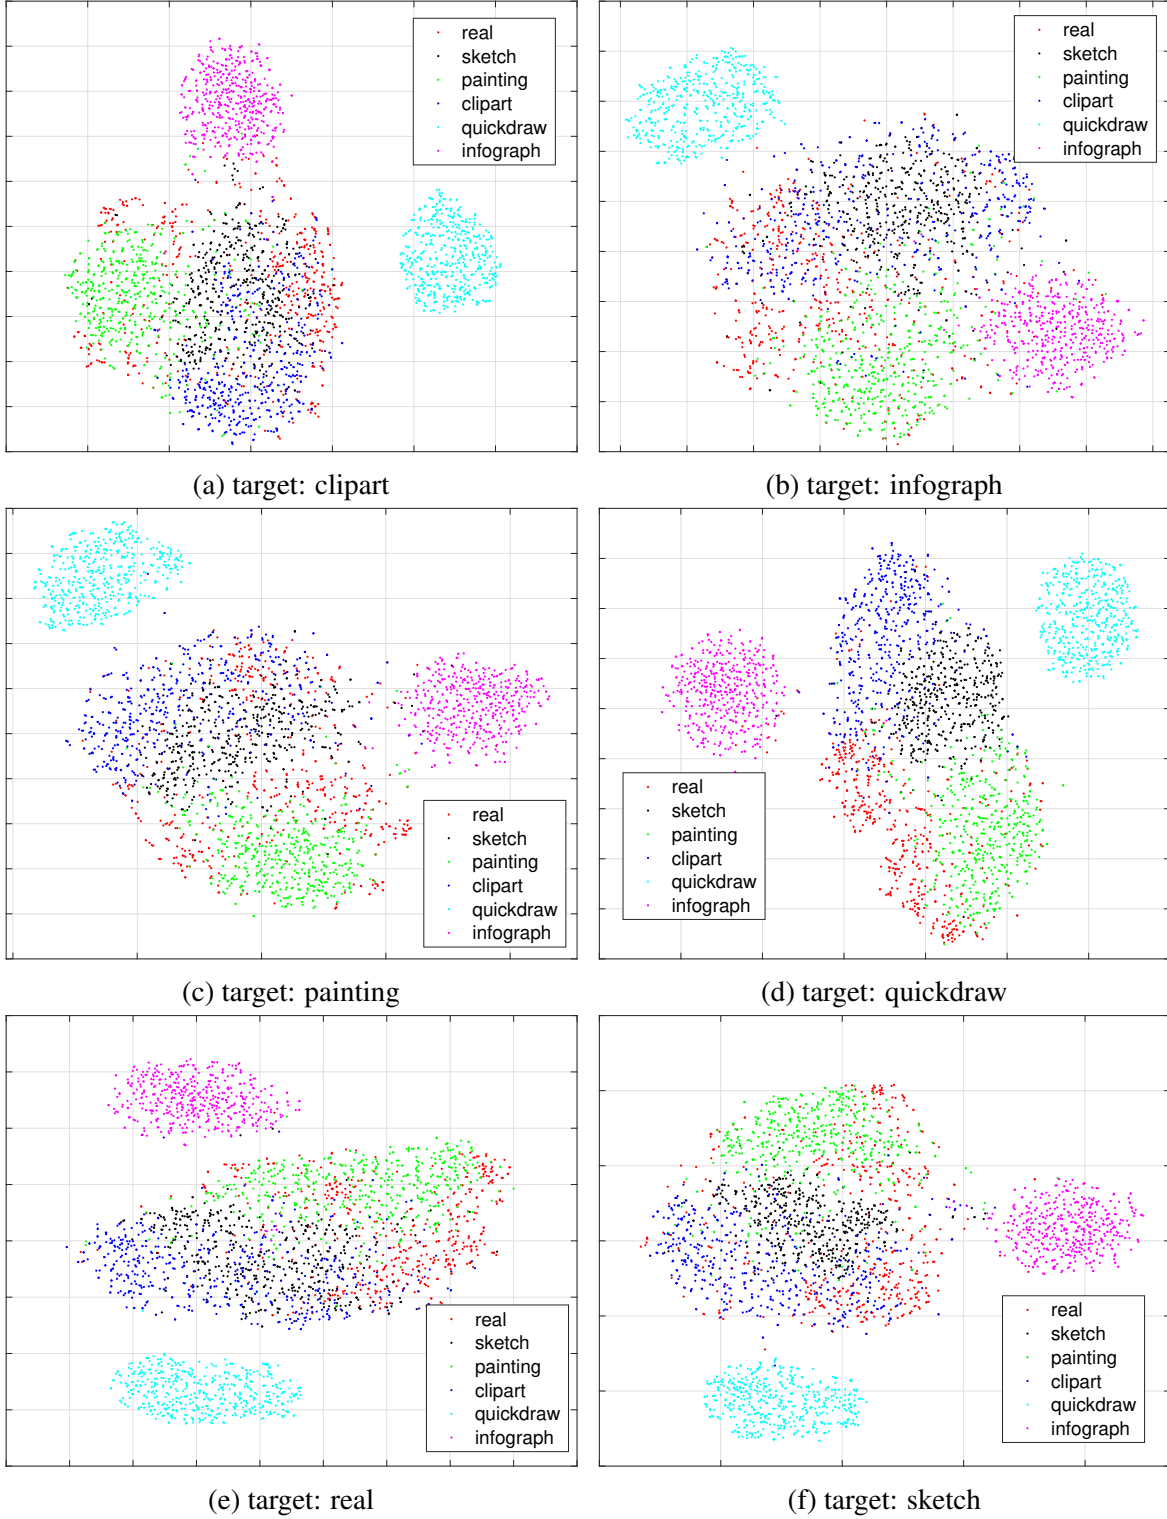 real
sketch
painting
clipart
quickdraw
infograph
(a) target: clipart
real
sketch
painting
clipart
quickdraw
infograph
(b) target: infograph
real
sketch
painting
clipart
quickdraw
infograph
(c) target: painting
real
sketch
painting
clipart
quickdraw
infograph
(d) target: quickdraw
real
sketch
painting
clipart
quickdraw
infograph
(e) target: real
real
sketch
painting
clipart
quickdraw
infograph
(f) target: sketch